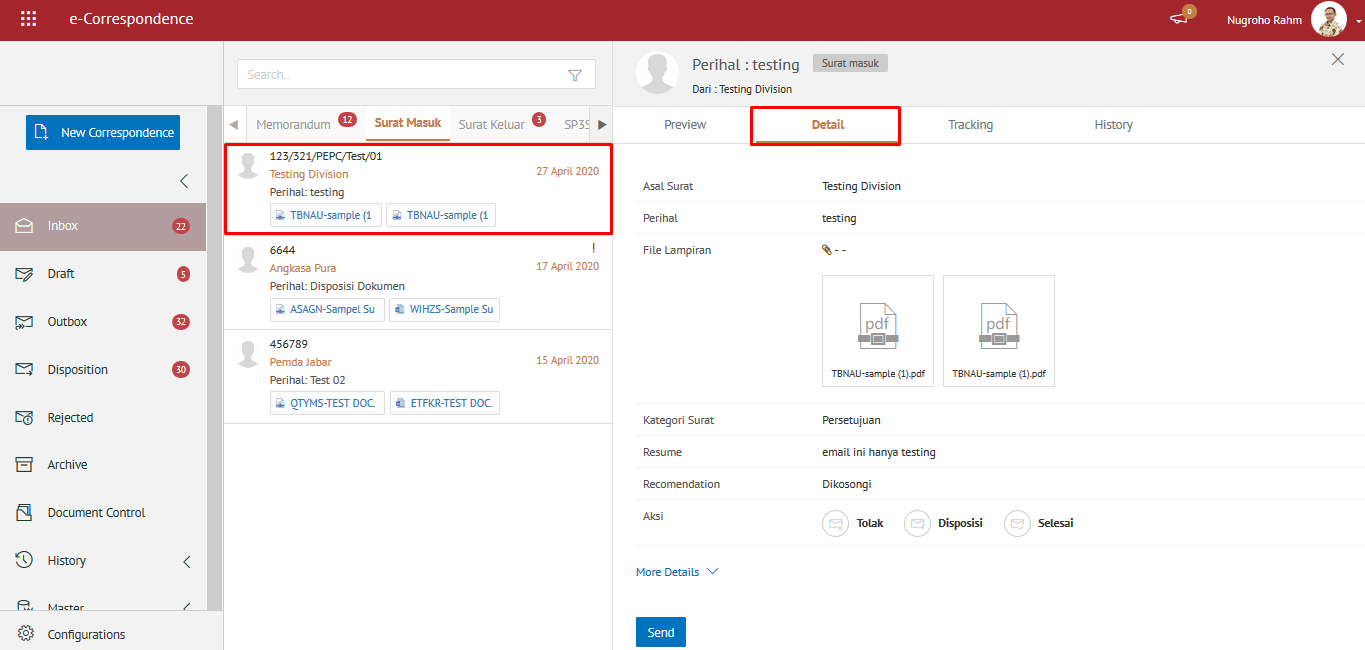 e-Correspondence
0
Nugroho Rahm
New Correspondence
Inbox
22
Draft
5
Outbox
32
Disposition
30
Rejected
Archive
Document Control
History
Master
Configurations
Search..
Memorandum
12
Surat Masuk
Surat Keluar
3
SP3S
123/321/PEPC/Test/01
Testing Division
27 April 2020
Perihal: testing
TBNAU-sample (1
TBNAU-sample (1
6644
!
Angkasa Pura
17 April 2020
Perihal: Disposisi Dokumen
ASAGN-Sampel Su
WIHZS-Sample Su
456789
Pemda Jabar
15 April 2020
Perihal: Test 02
QTYMS-TEST DOC.
ETFKR-TEST DOC.
Perihal : testing
Surat masuk
Dari : Testing Division
Preview
Detail
Tracking
History
Asal Surat
Testing Division
Perihal
testing
File Lampiran
- -
pdf
TBNAU-sample (1).pdf
pdf
TBNAU-sample (1).pdf
Kategori Surat
Persetujuan
Resume
email ini hanya testing
Recomendation
Dikosongi
Aksi
Tolak
Disposisi
Selesai
More Details
Send